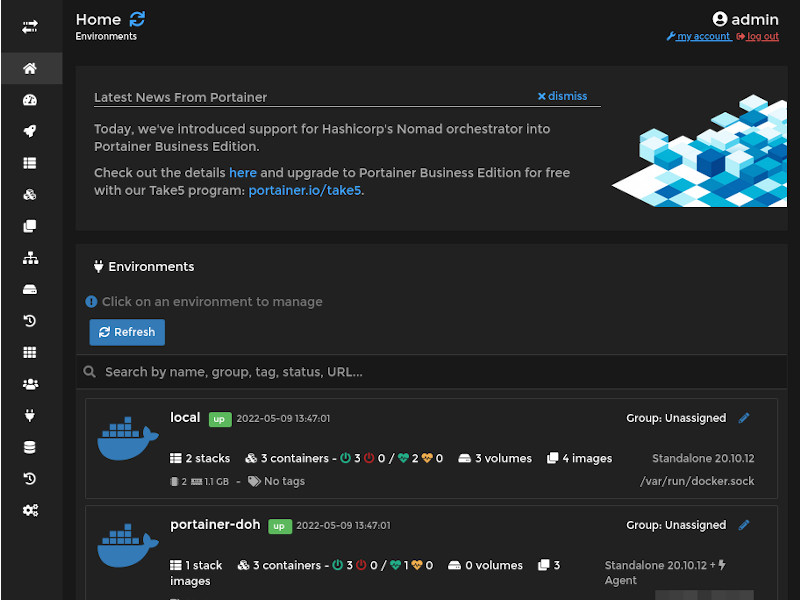 Home
Environments
admin
my account log out
Latest News From Portainer
dismiss
Today, we've introduced support for Hashicorp's Nomad orchestrator into
Portainer Business Edition.
Check out the details here and upgrade to Portainer Business Edition for free
with our Take5 program: portainer.io/take5.
Environments
Click on an environment to manage
Refresh
Search by name, group, tag, status, URL...
local up 2022-05-09 13:47:01 Group: Unassigned
2 stacks 3 containers - 3 0 / 2 0 3 volumes 4 images Standalone 20.10.12
2 1.1 GB - No tags /var/run/docker.sock
portainer-doh up 2022-05-09 13:47:01 Group: Unassigned
1 stack 3 containers - 3 0 / 1 0 0 volumes 3 Standalone 20.10.12 +
images Agent